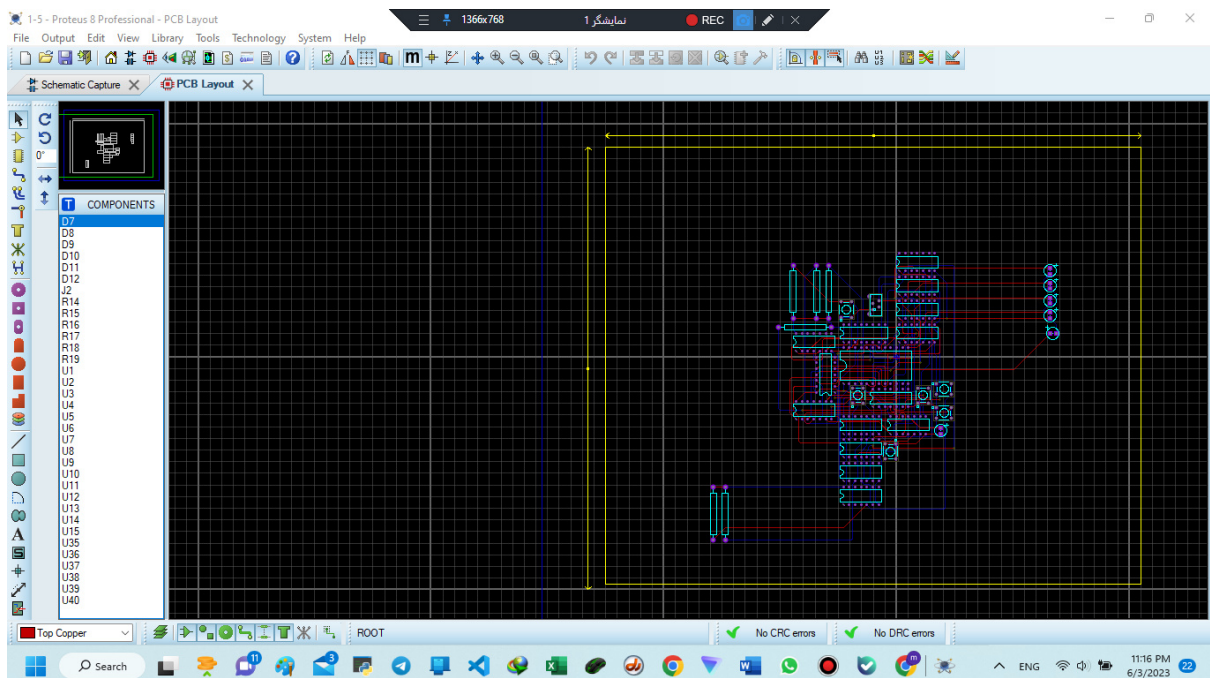 1-5 - Proteus 8 Professional - PCB Layout
1366x768
نمایشگر 1
REC
File Output Edit View Library Tools Technology System Help
Schematic Capture
PCB Layout
0°
COMPONENTS
D7
D8
D9
D10
D11
D12
J2
R14
R15
R16
R17
R18
R19
U1
U2
U3
U4
U5
U6
U7
U8
U9
U10
U11
U12
U13
U14
U15
U35
U36
U37
U38
U39
U40
Top Copper
ROOT
No CRC errors
No DRC errors
Search
11
3
ENG
11:16 PM
6/3/2023
22